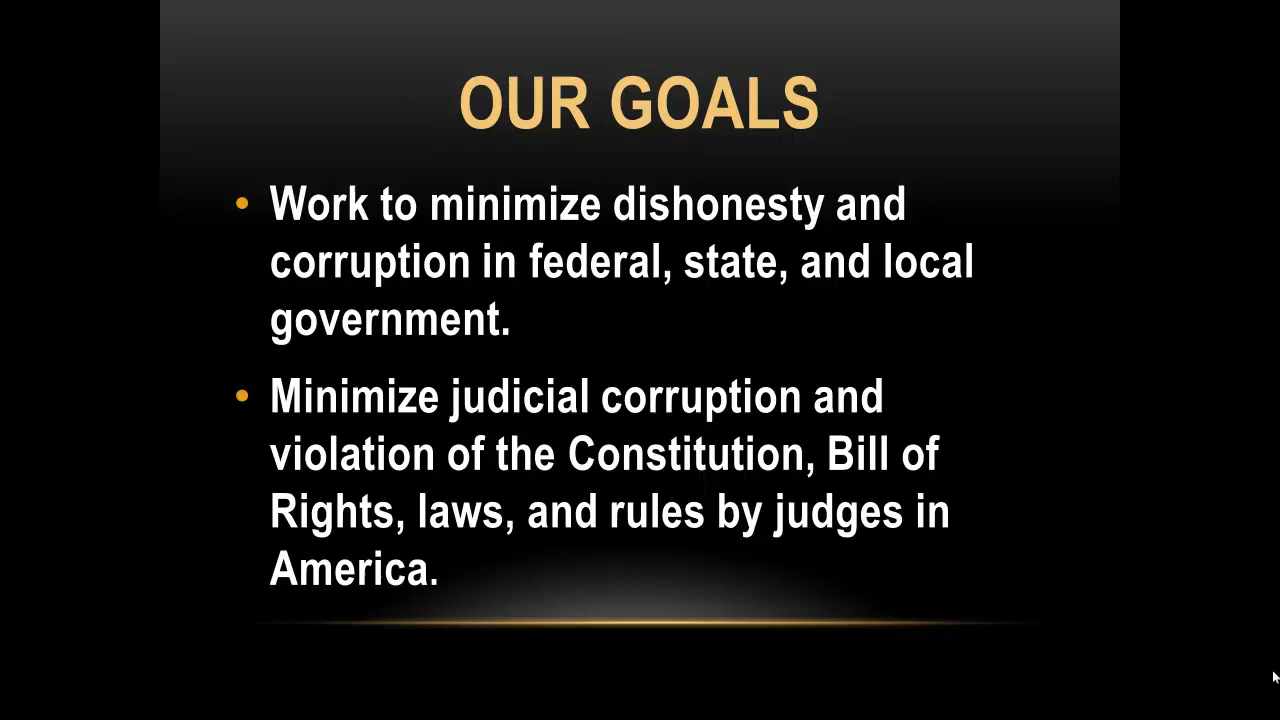 OUR GOALS
• Work to minimize dishonesty and
corruption in federal, state, and local
government.
• Minimize judicial corruption and
violation of the Constitution, Bill of
Rights, laws, and rules by judges in
America.